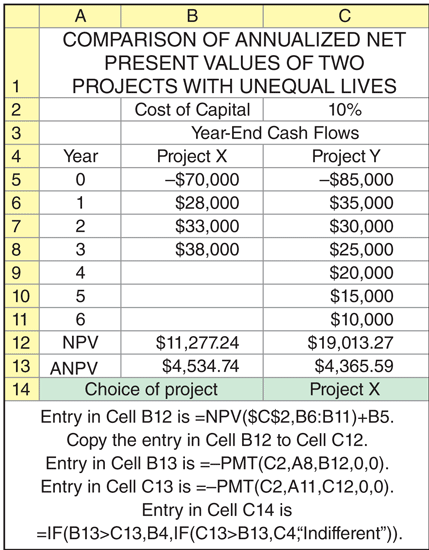 A B C
COMPARISON OF ANNUALIZED NET
PRESENT VALUES OF TWO
1 PROJECTS WITH UNEQUAL LIVES
2 Cost of Capital 10%
3 Year-End Cash Flows
4 Year Project X Project Y
5 0 –$70,000 –$85,000
6 1 $28,000 $35,000
7 2 $33,000 $30,000
8 3 $38,000 $25,000
9 4 $20,000
10 5 $15,000
11 6 $10,000
12 NPV $11,277.24 $19,013.27
13 ANPV $4,534.74 $4,365.59
14 Choice of project Project X
Entry in Cell B12 is =NPV($C$2,B6:B11)+B5.
Copy the entry in Cell B12 to Cell C12.
Entry in Cell B13 is =–PMT(C2,A8,B12,0,0).
Entry in Cell C13 is =–PMT(C2,A11,C12,0,0).
Entry in Cell C14 is
=IF(B13>C13,B4,IF(C13>B13,C4,“Indifferent”)).